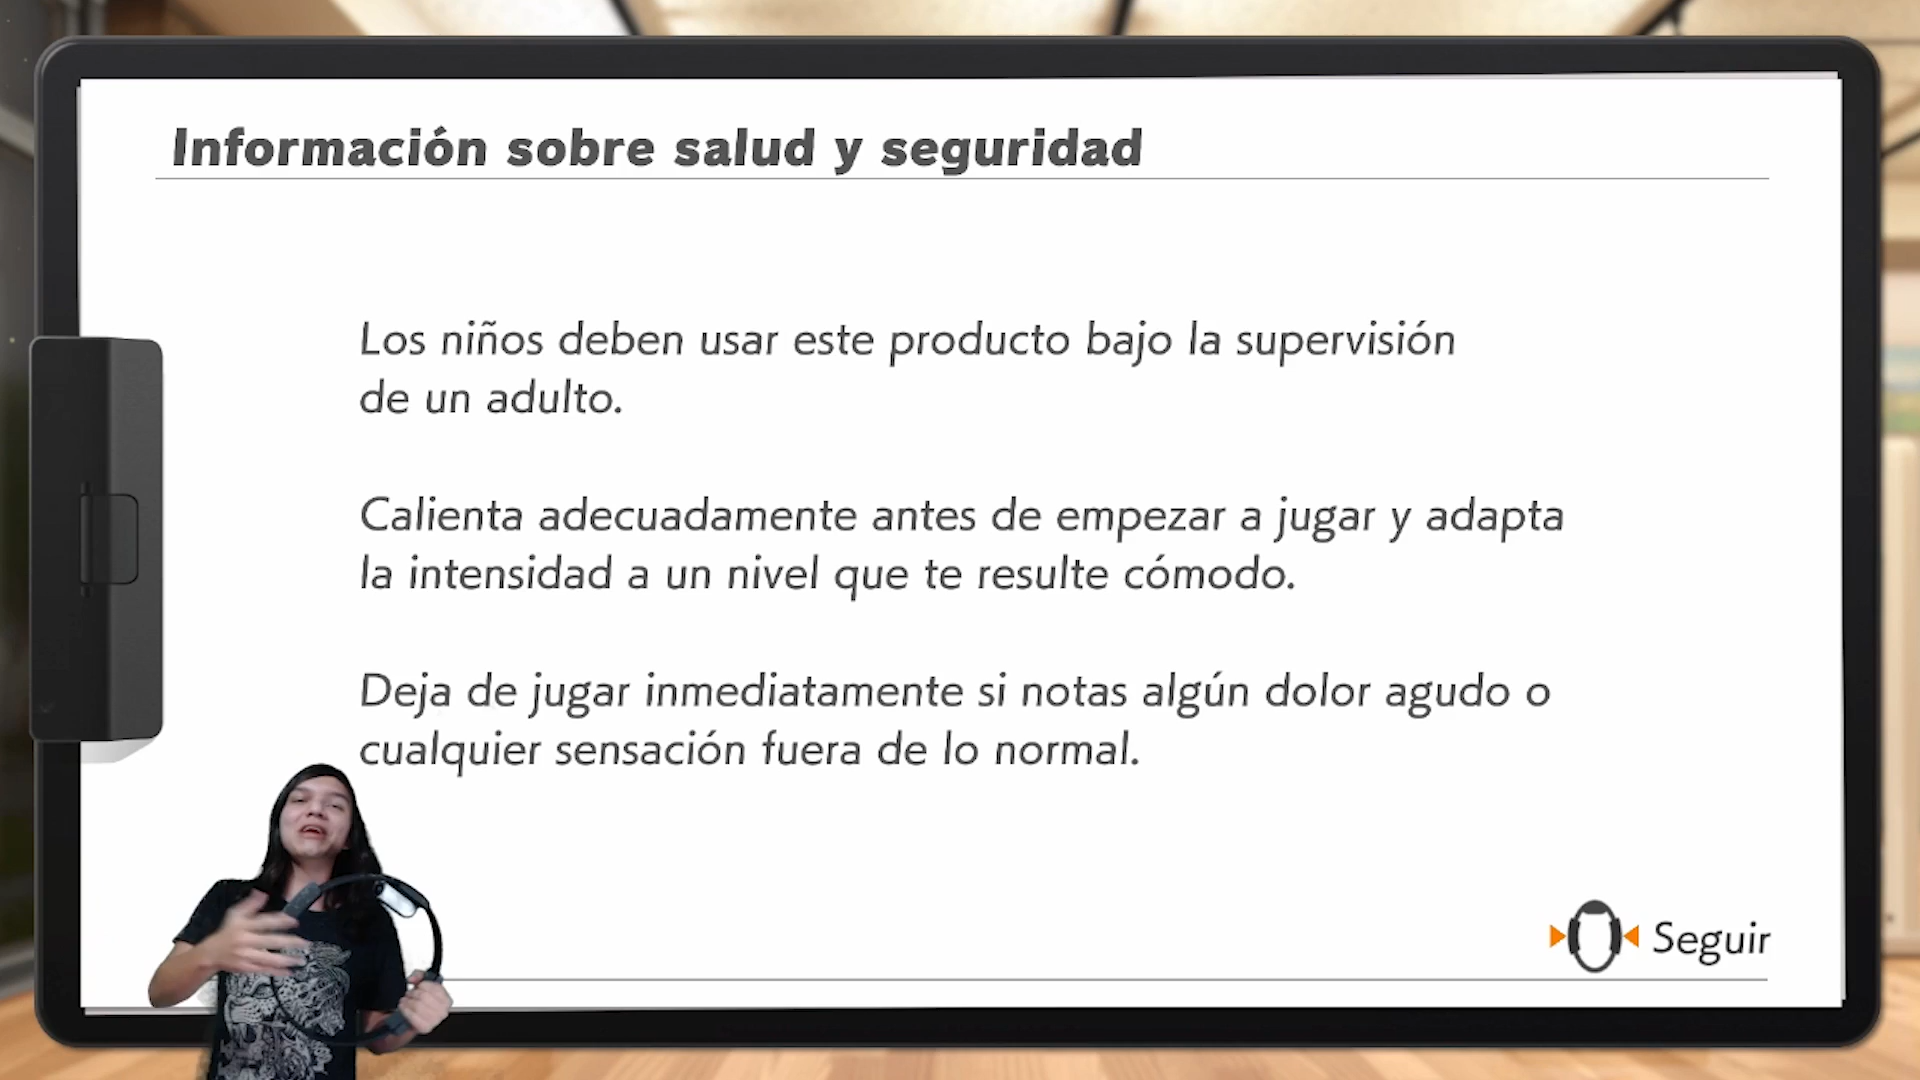 Información sobre salud y seguridad
Los niños deben usar este producto bajo la supervisión
de un adulto.
Calienta adecuadamente antes de empezar a jugar y adapta
la intensidad a un nivel que te resulte cómodo.
Deja de jugar inmediatamente si notas algún dolor agudo o
cualquier sensación fuera de lo normal.
Seguir